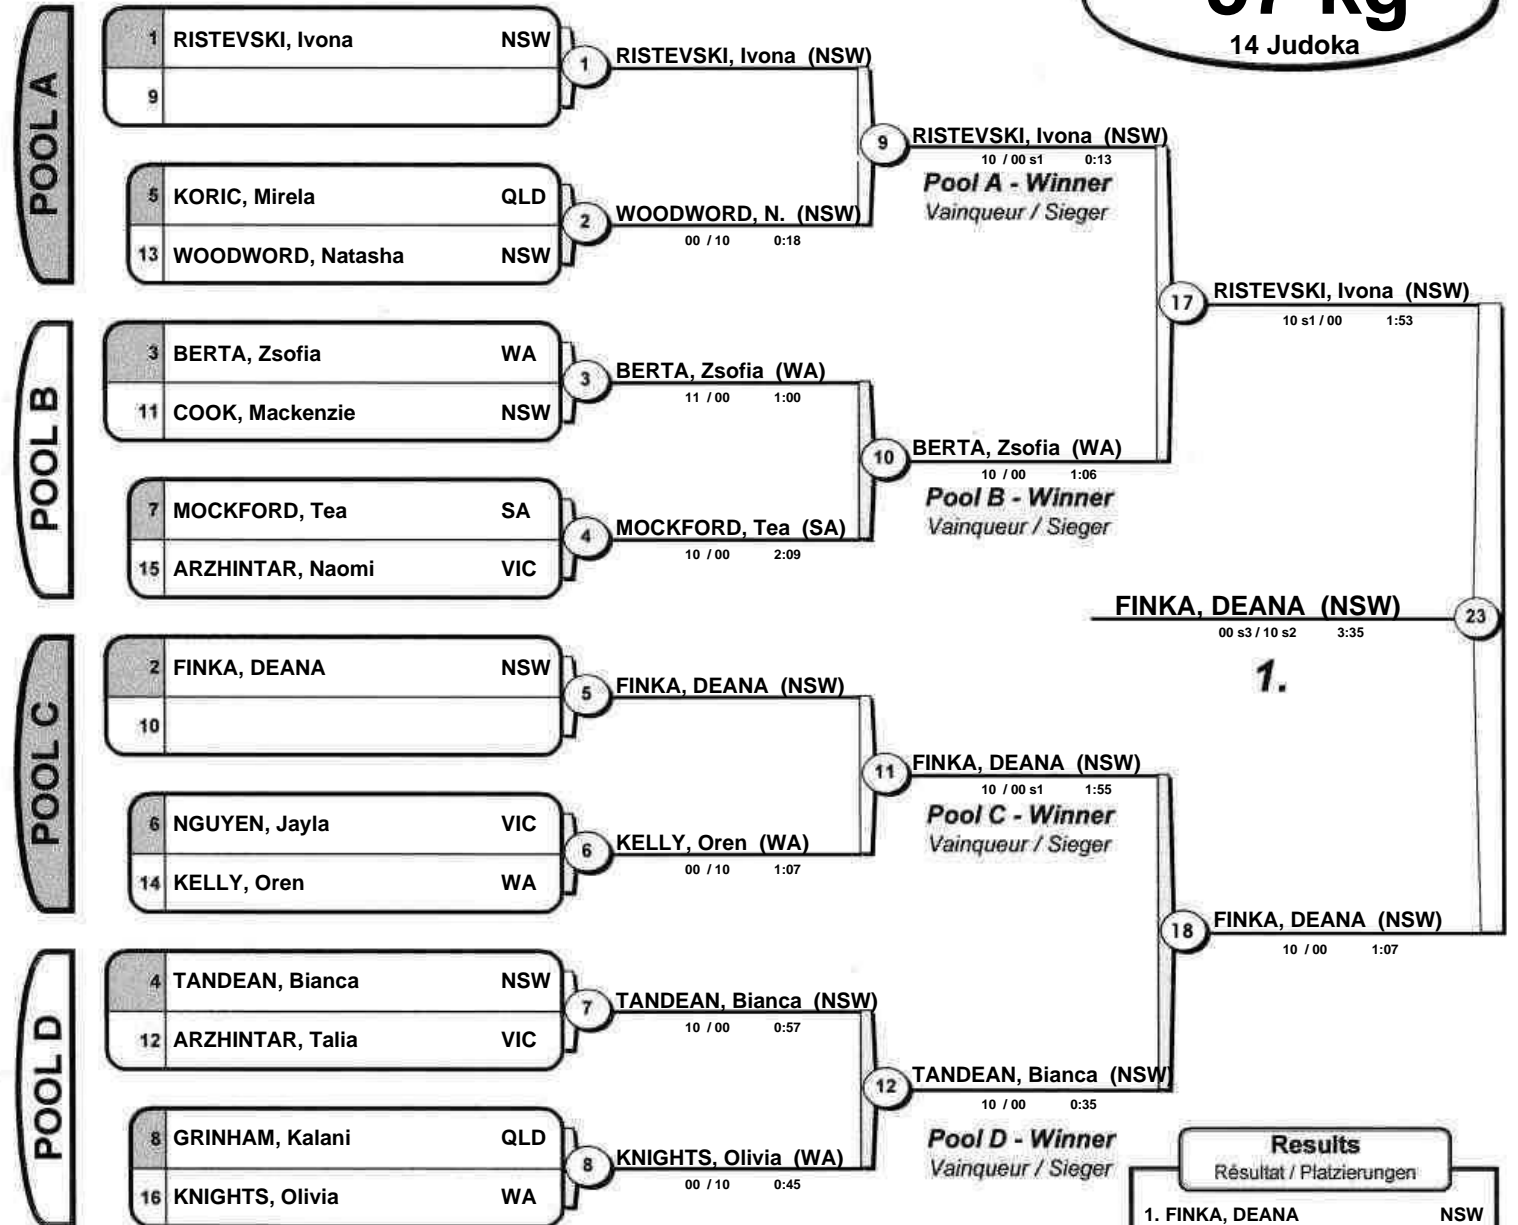 57 kg
14 Judoka
POOL A
1 RISTEVSKI, Ivona NSW
9
1
RISTEVSKI, Ivona (NSW)
5 KORIC, Mirela QLD
13 WOODWORD, Natasha NSW
2
WOODWORD, N. (NSW)
00 / 10 0:18
9
RISTEVSKI, Ivona (NSW)
10 / 00 s1 0:13
Pool A - Winner
Vainqueur / Sieger
POOL B
3 BERTA, Zsofia WA
11 COOK, Mackenzie NSW
3
BERTA, Zsofia (WA)
11 / 00 1:00
7 MOCKFORD, Tea SA
15 ARZHINTAR, Naomi VIC
4
MOCKFORD, Tea (SA)
10 / 00 2:09
10
BERTA, Zsofia (WA)
10 / 00 1:06
Pool B - Winner
Vainqueur / Sieger
17
RISTEVSKI, Ivona (NSW)
10 s1 / 00 1:53
POOL C
2 FINKA, DEANA NSW
10
5
FINKA, DEANA (NSW)
6 NGUYEN, Jayla VIC
14 KELLY, Oren WA
6
KELLY, Oren (WA)
00 / 10 1:07
11
FINKA, DEANA (NSW)
10 / 00 s1 1:55
Pool C - Winner
Vainqueur / Sieger
POOL D
4 TANDEAN, Bianca NSW
12 ARZHINTAR, Talia VIC
7
TANDEAN, Bianca (NSW)
10 / 00 0:57
8 GRINHAM, Kalani QLD
16 KNIGHTS, Olivia WA
8
KNIGHTS, Olivia (WA)
00 / 10 0:45
12
TANDEAN, Bianca (NSW)
10 / 00 0:35
Pool D - Winner
Vainqueur / Sieger
18
FINKA, DEANA (NSW)
10 / 00 1:07
FINKA, DEANA (NSW)
00 s3 / 10 s2 3:35
23
1.
Results
Résultat / Platzierungen
1. FINKA, DEANA NSW